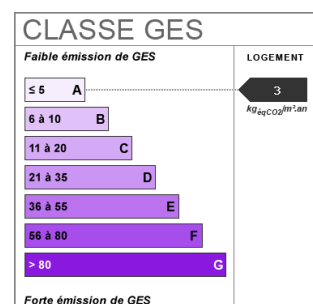 CLASSE GES
Faible émission de GES
LOGEMENT
≤ 5 A
3
kgéqCO2/m².an
6 à 10 B
11 à 20 C
21 à 35 D
36 à 55 E
56 à 80 F
> 80 G
Forte émission de GES